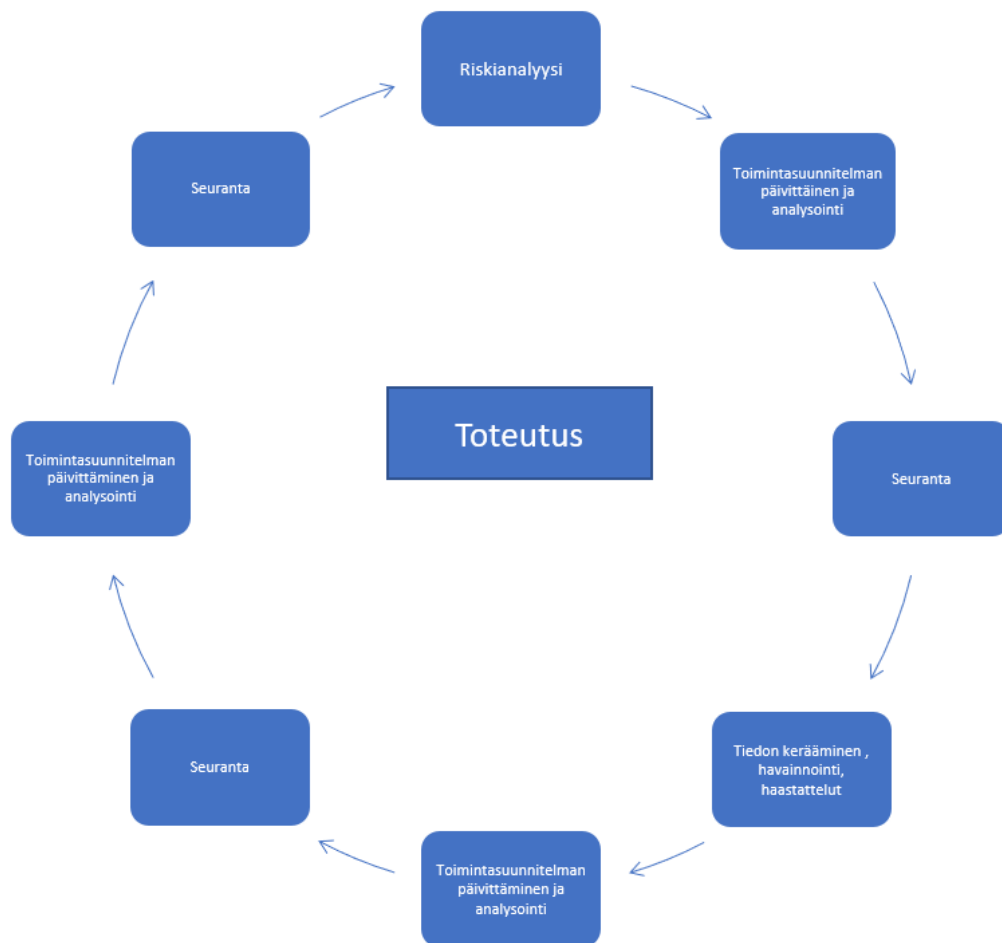 Riskianalyysi
Toimintasuunnitelman
päivittäinen ja
analysointi
Seuranta
Tiedon kerääminen ,
havainnointi,
haastattelut
Toimintasuunnitelman
päivittäminen ja
analysointi
Seuranta
Toimintasuunnitelman
päivittäminen ja
analysointi
Seuranta
Toteutus